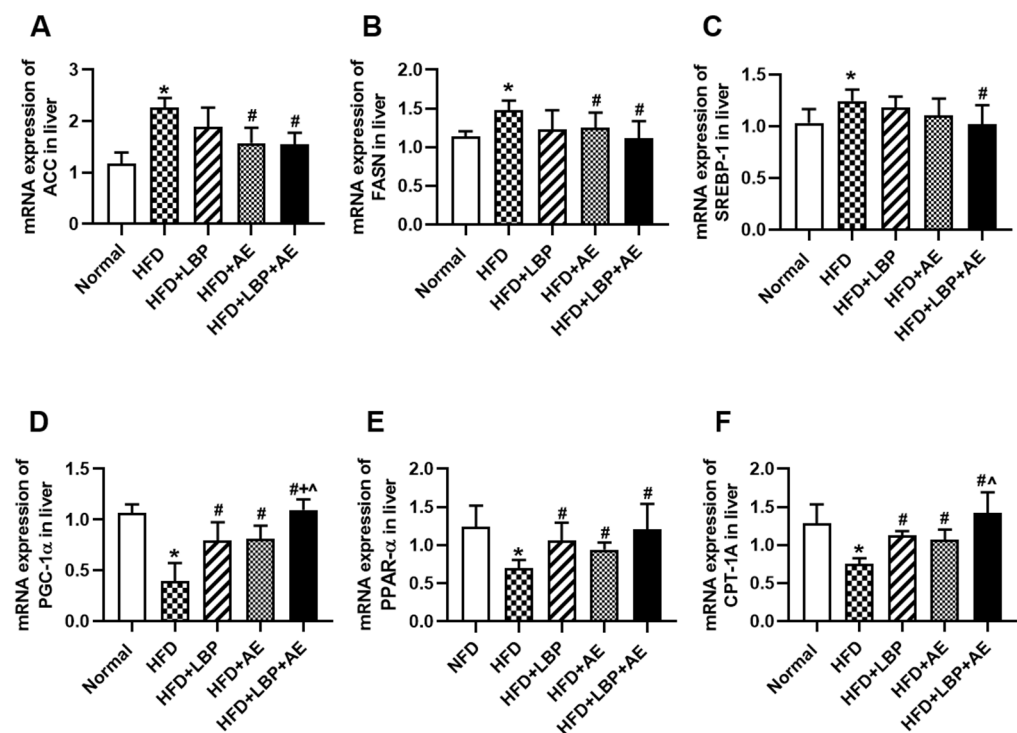 A
mRNA expression of
ACC in liver
3
2
1
0
*
#
#
Normal
HFD
HFD+LBP
HFD+AE
HFD+LBP+AE
B
mRNA expression of
FASN in liver
2.0
1.5
1.0
0.5
0.0
*
#
#
Normal
HFD
HFD+LBP
HFD+AE
HFD+LBP+AE
C
mRNA expression of
SREBP-1 in liver
1.5
1.0
0.5
0.0
*
#
Normal
HFD
HFD+LBP
HFD+AE
HFD+LBP+AE
D
mRNA expression of
PGC-1α in liver
1.5
1.0
0.5
0.0
*
#
#
#+^
Normal
HFD
HFD+LBP
HFD+AE
HFD+LBP+AE
E
mRNA expression of
PPAR-α in liver
2.0
1.5
1.0
0.5
0.0
*
#
#
#
NFD
HFD
HFD+LBP
HFD+AE
HFD+LBP+AE
F
mRNA expression of
CPT-1A in liver
2.0
1.5
1.0
0.5
0.0
*
#
#
#^
Normal
HFD
HFD+LBP
HFD+AE
HFD+LBP+AE